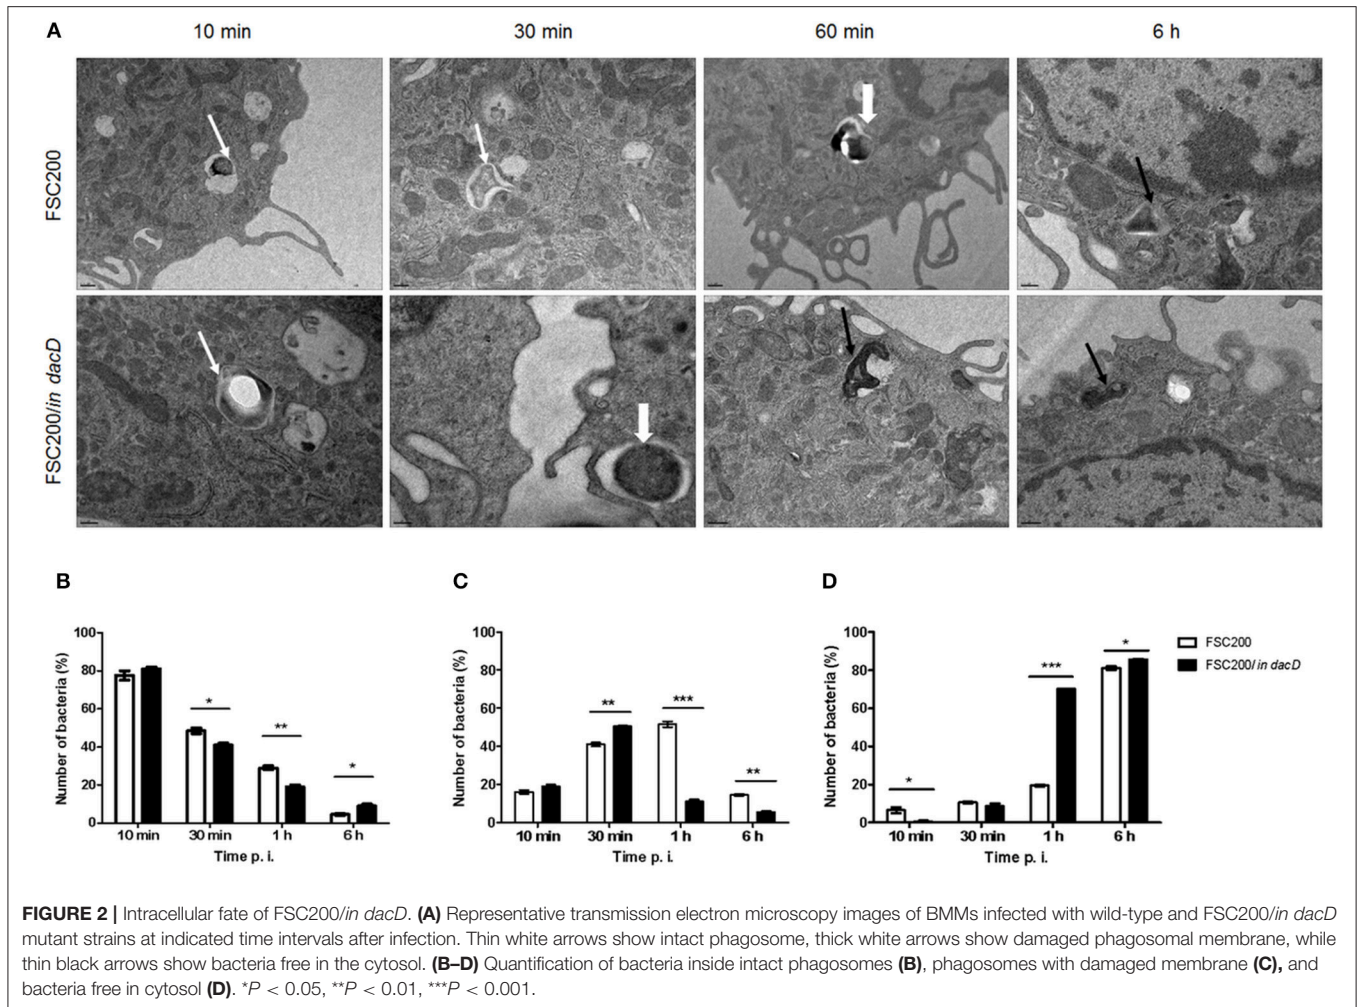 A
10 min
30 min
60 min
6 h
FSC200
FSC200/in dacD
B
C
D
100
80
60
40
20
0
Number of bacteria (%)
*
**
*
10 min
30 min
1 h
6 h
Time p. i.
100
80
60
40
20
0
Number of bacteria (%)
**
***
**
10 min
30 min
1 h
6 h
Time p. i.
100
80
60
40
20
0
Number of bacteria (%)
*
***
*
10 min
30 min
1 h
6 h
Time p. i.
FSC200
FSC200/in dacD
FIGURE 2 | Intracellular fate of FSC200/in dacD. (A) Representative transmission electron microscopy images of BMMs infected with wild-type and FSC200/in dacD
mutant strains at indicated time intervals after infection. Thin white arrows show intact phagosome, thick white arrows show damaged phagosomal membrane, while
thin black arrows show bacteria free in the cytosol. (B–D) Quantification of bacteria inside intact phagosomes (B), phagosomes with damaged membrane (C), and
bacteria free in cytosol (D). *P < 0.05, **P < 0.01, ***P < 0.001.